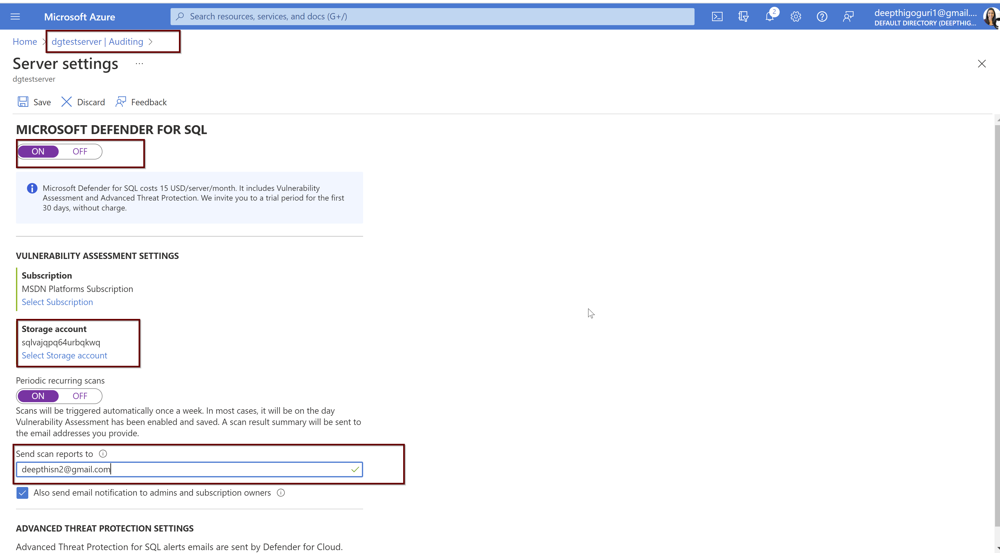 Microsoft Azure
Search resources, services, and docs (G+/)
2
deepthigoguri1@gmail....
DEFAULT DIRECTORY (DEEPTHIG...
Home > dgtestserver | Auditing >
Server settings ...
dgtestserver
Save Discard Feedback
MICROSOFT DEFENDER FOR SQL
ON OFF
Microsoft Defender for SQL costs 15 USD/server/month. It includes Vulnerability
Assessment and Advanced Threat Protection. We invite you to a trial period for the first
30 days, without charge.
VULNERABILITY ASSESSMENT SETTINGS
Subscription
MSDN Platforms Subscription
Select Subscription
Storage account
sqlvajqpq64urbqkwq
Select Storage account
Periodic recurring scans
ON OFF
Scans will be triggered automatically once a week. In most cases, it will be on the day
Vulnerability Assessment has been enabled and saved. A scan result summary will be sent to
the email addresses you provide.
Send scan reports to
deepthisn2@gmail.com
Also send email notification to admins and subscription owners
ADVANCED THREAT PROTECTION SETTINGS
Advanced Threat Protection for SQL alerts emails are sent by Defender for Cloud.